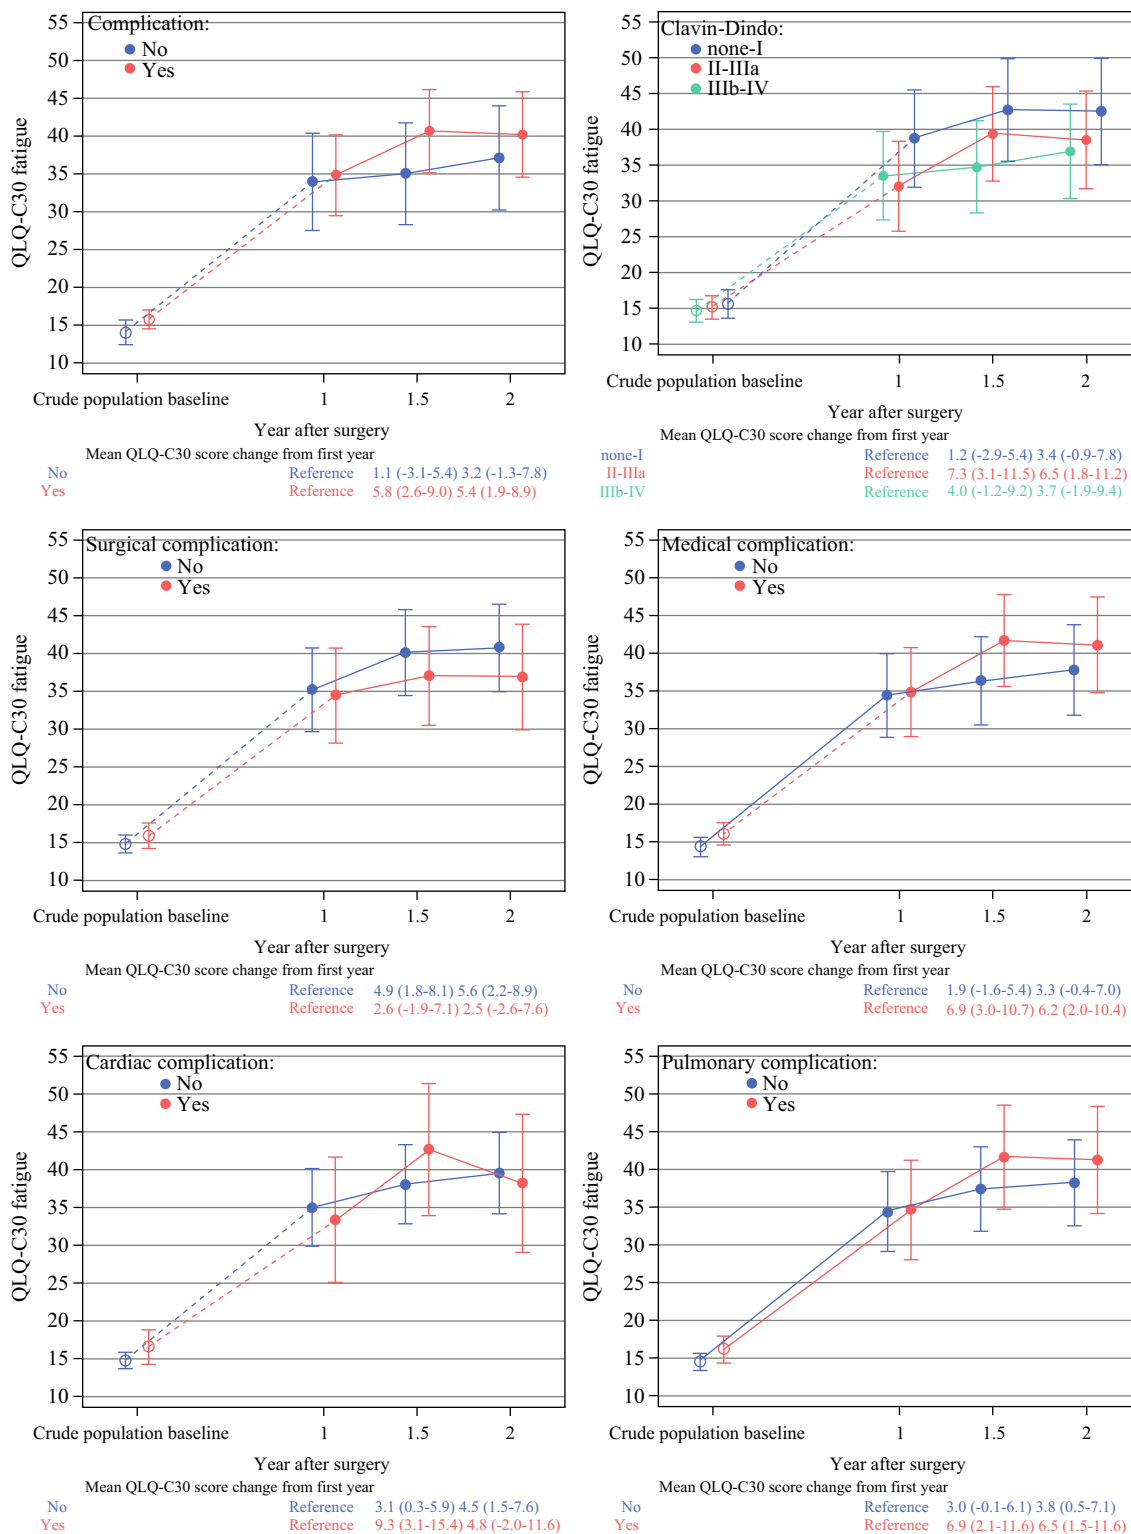 Complication:
No
Yes
QLQ-C30 fatigue
55
50
45
40
35
30
25
20
15
10
Crude population baseline 1 1.5 2
Year after surgery
Mean QLQ-C30 score change from first year
No Reference 1.1 (-3.1-5.4) 3.2 (-1.3-7.8)
Yes Reference 5.8 (2.6-9.0) 5.4 (1.9-8.9)
Clavin-Dindo:
none-I
II-IIIa
IIIb-IV
QLQ-C30 fatigue
55
50
45
40
35
30
25
20
15
10
Crude population baseline 1 1.5 2
Year after surgery
Mean QLQ-C30 score change from first year
none-I Reference 1.2 (-2.9-5.4) 3.4 (-0.9-7.8)
II-IIIa Reference 7.3 (3.1-11.5) 6.5 (1.8-11.2)
IIIb-IV Reference 4.0 (-1.2-9.2) 3.7 (-1.9-9.4)
Surgical complication:
No
Yes
QLQ-C30 fatigue
55
50
45
40
35
30
25
20
15
10
Crude population baseline 1 1.5 2
Year after surgery
Mean QLQ-C30 score change from first year
No Reference 4.9 (1.8-8.1) 5.6 (2.2-8.9)
Yes Reference 2.6 (-1.9-7.1) 2.5 (-2.6-7.6)
Medical complication:
No
Yes
QLQ-C30 fatigue
55
50
45
40
35
30
25
20
15
10
Crude population baseline 1 1.5 2
Year after surgery
Mean QLQ-C30 score change from first year
No Reference 1.9 (-1.6-5.4) 3.3 (-0.4-7.0)
Yes Reference 6.9 (3.0-10.7) 6.2 (2.0-10.4)
Cardiac complication:
No
Yes
QLQ-C30 fatigue
55
50
45
40
35
30
25
20
15
10
Crude population baseline 1 1.5 2
Year after surgery
Mean QLQ-C30 score change from first year
No Reference 3.1 (0.3-5.9) 4.5 (1.5-7.6)
Yes Reference 9.3 (3.1-15.4) 4.8 (-2.0-11.6)
Pulmonary complication:
No
Yes
QLQ-C30 fatigue
55
50
45
40
35
30
25
20
15
10
Crude population baseline 1 1.5 2
Year after surgery
Mean QLQ-C30 score change from first year
No Reference 3.0 (-0.1-6.1) 3.8 (0.5-7.1)
Yes Reference 6.9 (2.1-11.6) 6.5 (1.5-11.6)